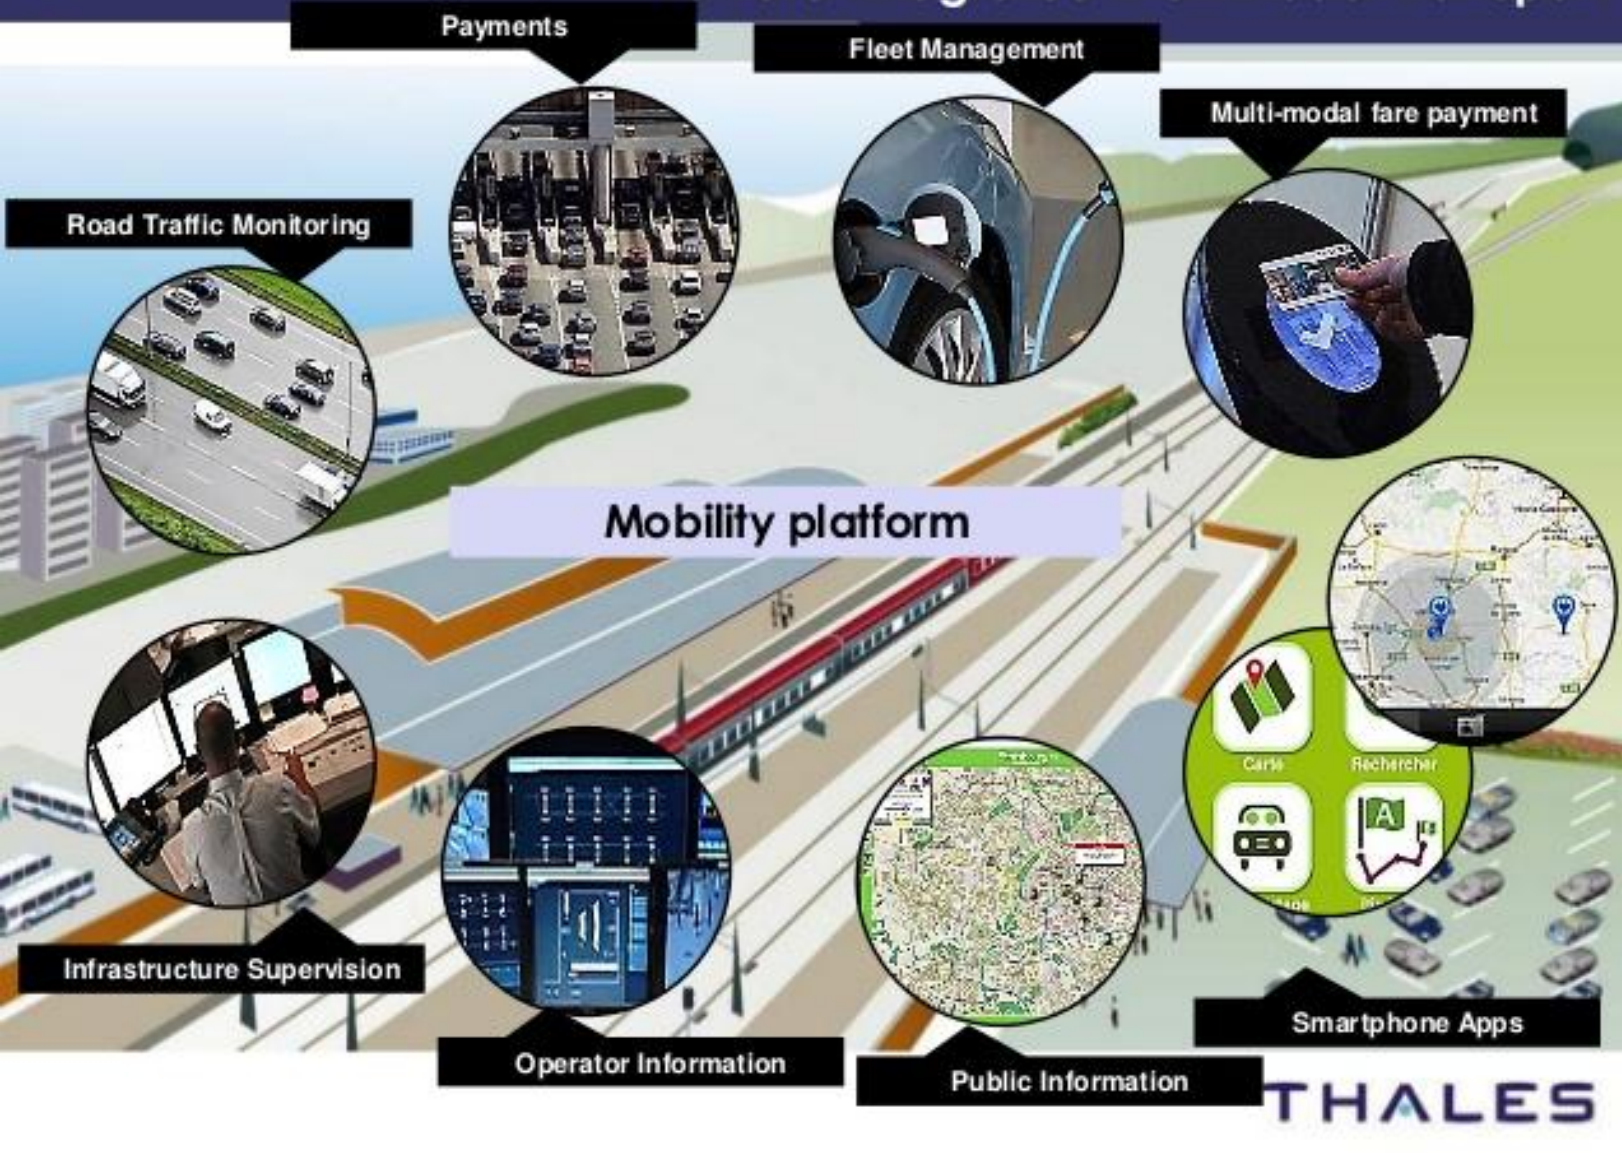 Payments
Fleet Management
Multi-modal fare payment
Road Traffic Monitoring
Mobility platform
Carte
Rechercher
A
Infrastructure Supervision
Operator Information
Public Information
Smartphone Apps
THALES